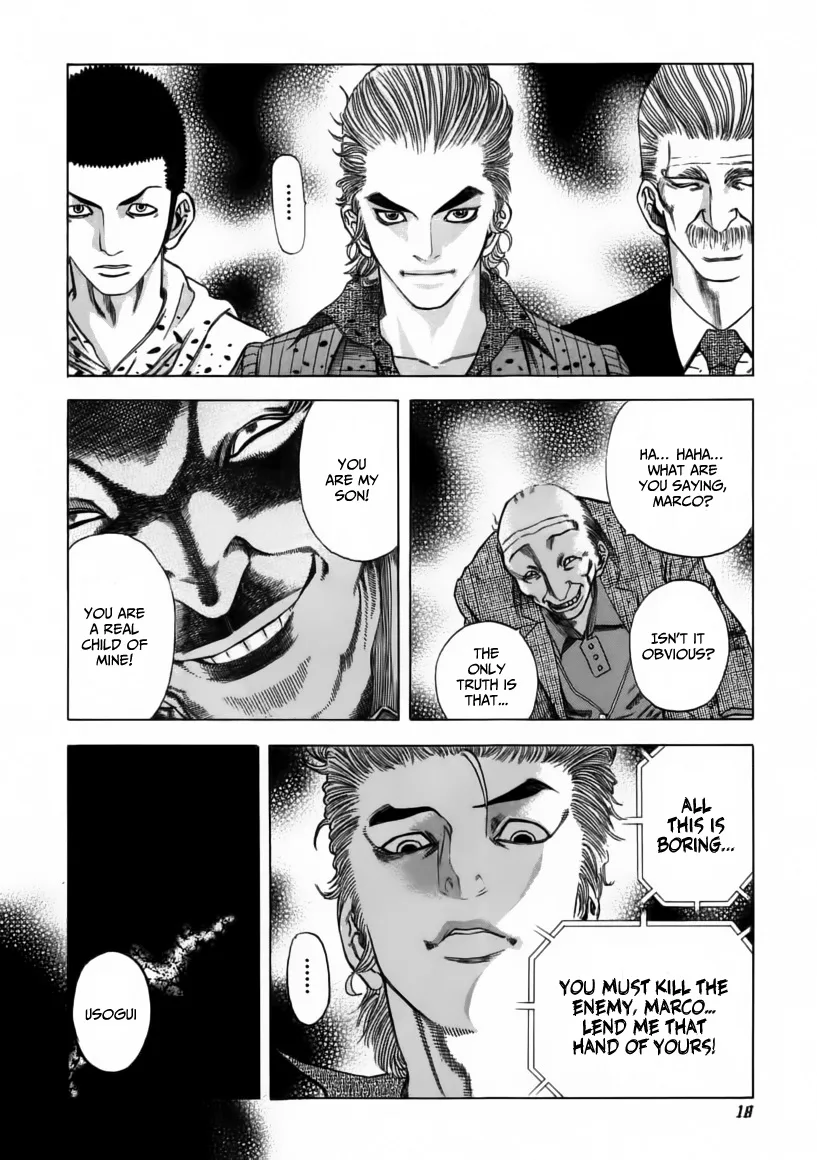 ......
HA... HAHA...
WHAT ARE
YOU SAYING,
MARCO?
ISN'T IT
OBVIOUS?
THE
ONLY
TRUTH IS
THAT...
YOU
ARE MY
SON!
YOU ARE
A REAL
CHILD OF
MINE!
ALL
THIS IS
BORING...
YOU MUST KILL THE
ENEMY, MARCO...
LEND ME THAT
HAND OF YOURS!
......
USOGUI
18